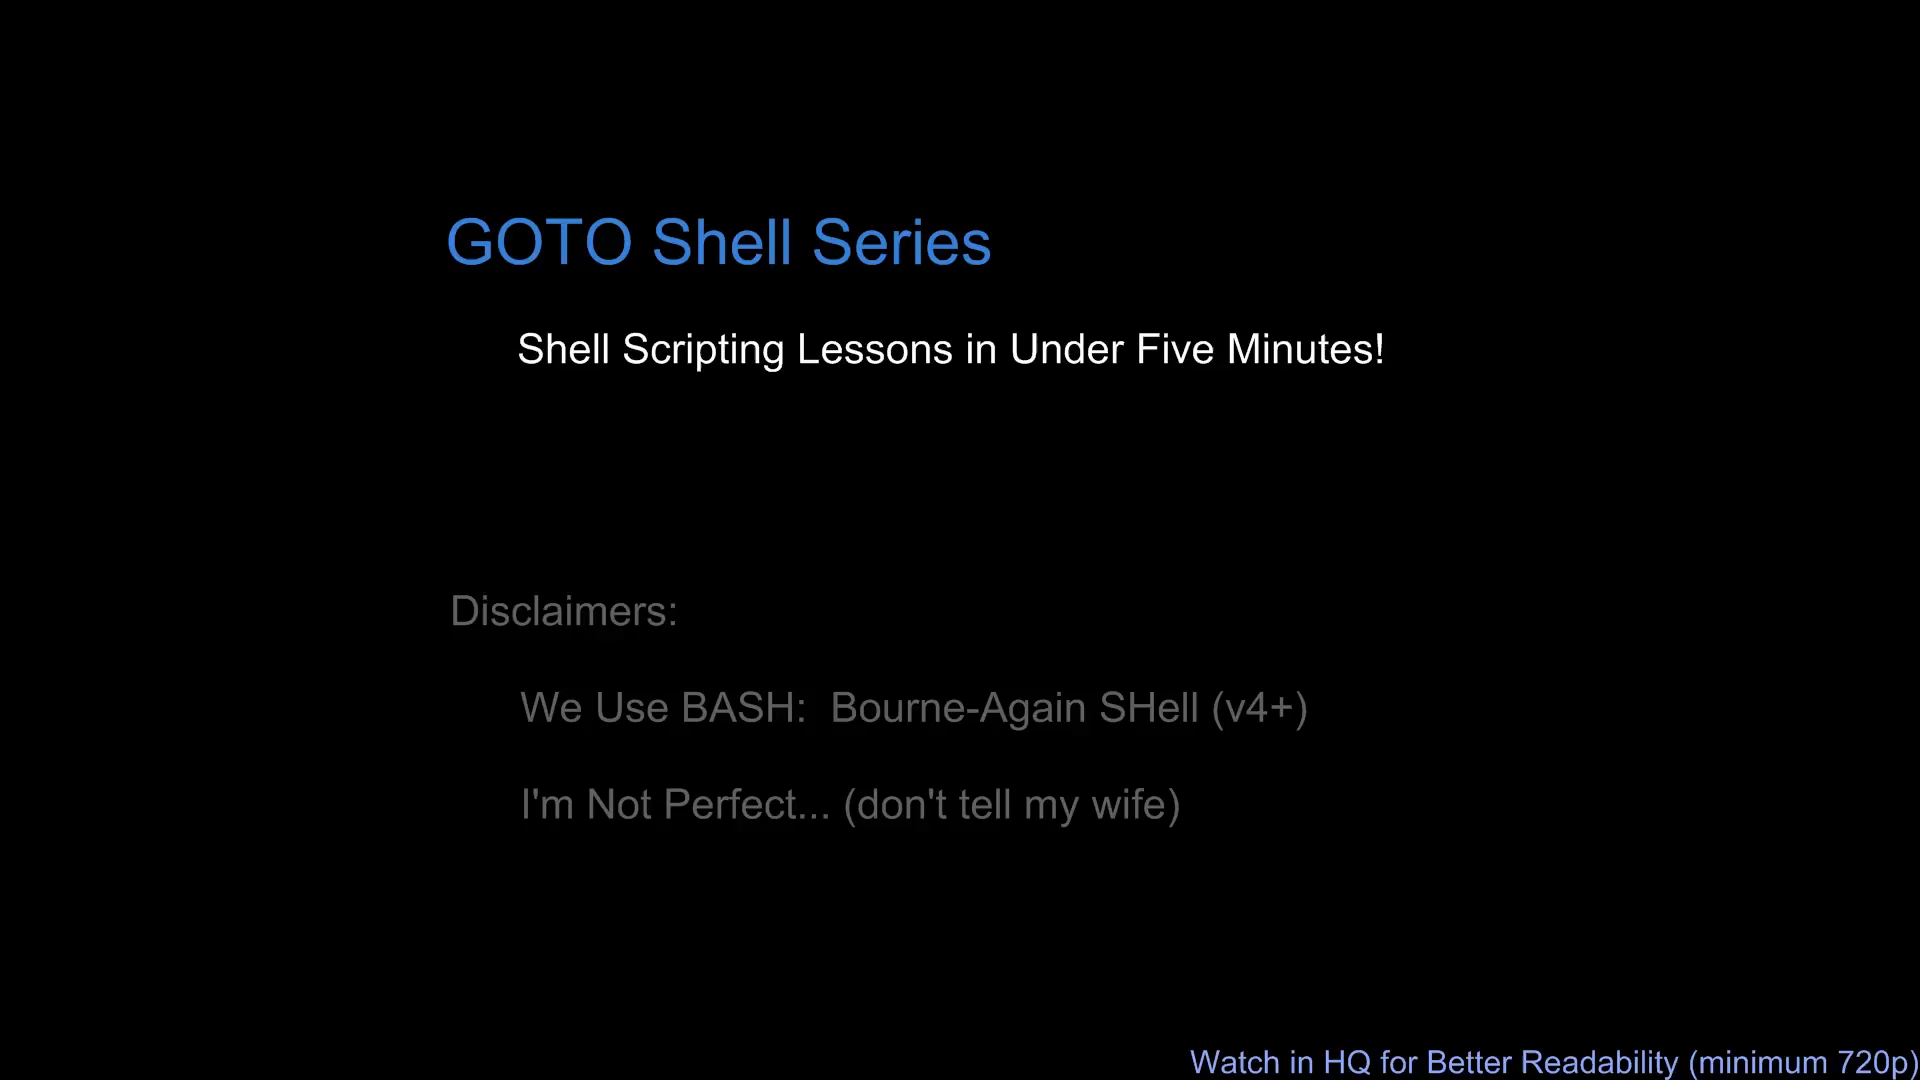 GOTO Shell Series
Shell Scripting Lessons in Under Five Minutes!
Disclaimers:
We Use BASH:  Bourne-Again SHell (v4+)
I'm Not Perfect... (don't tell my wife)
Watch in HQ for Better Readability (minimum 720p)